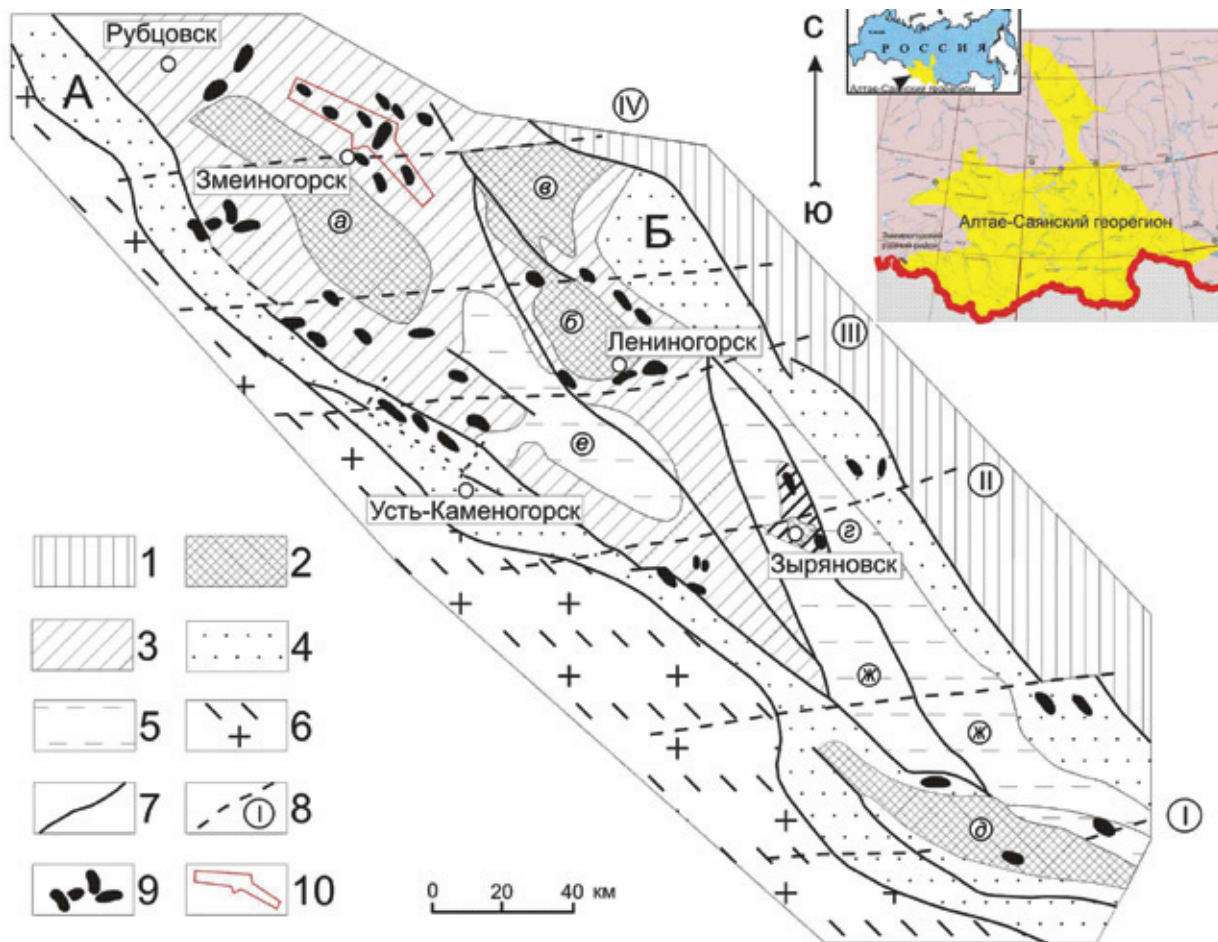 Рубцовск
А
С
Ю
РОССИЯ
Алтае-Саянский георегион
IV
Змеиногорск
Алтае-Саянский георегион
а
в
Б
б
Лениногорск
III
е
II
Усть-Каменогорск
г
Зыряновск
ж
ж
I
д
1
2
3
4
5
6
7
I
8
9
10
0 20 40 км